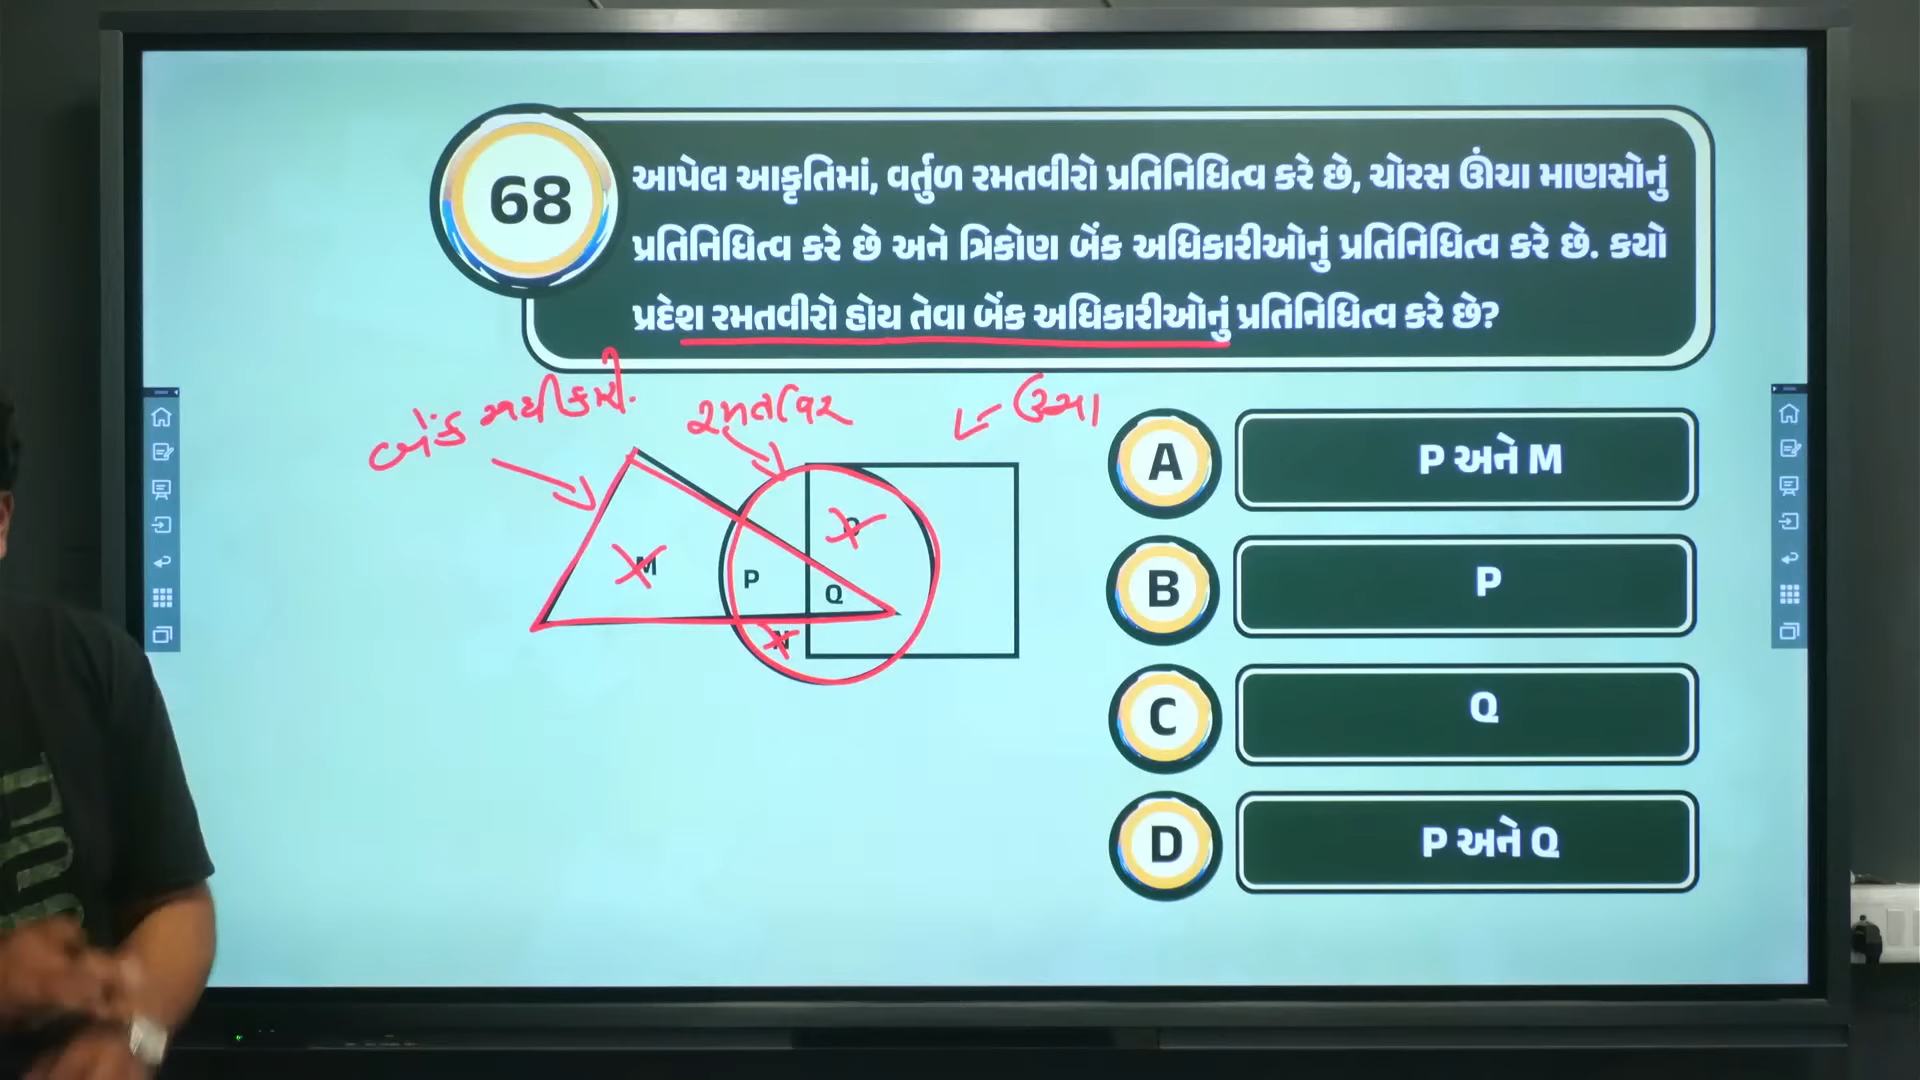 68
આપેલ આકૃતિમાં, વર્તુળ રમતવીરો પ્રતિનિધિત્વ કરે છે, ચોરસ ઊંચા માણસોનું
પ્રતિનિધિત્વ કરે છે અને ત્રિકોણ બેંક અધિકારીઓનું પ્રતિનિધિત્વ કરે છે. કયો
પ્રદેશ રમતવીરો હોય તેવા બેંક અધિકારીઓનું પ્રતિનિધિત્વ કરે છે?
રમતવિર
M
P
Q
N
A P અને M
B P
C Q
D P અને Q